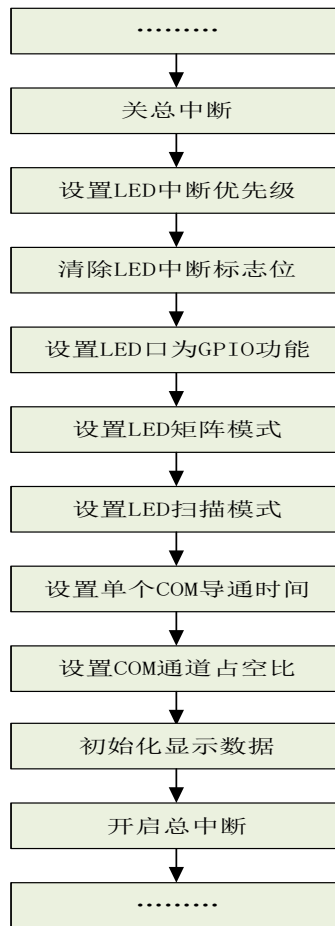 ………
关总中断
设置LED中断优先级
清除LED中断标志位
设置LED口为GPIO功能
设置LED矩阵模式
设置LED扫描模式
设置单个COM导通时间
设置COM通道占空比
初始化显示数据
开启总中断
………